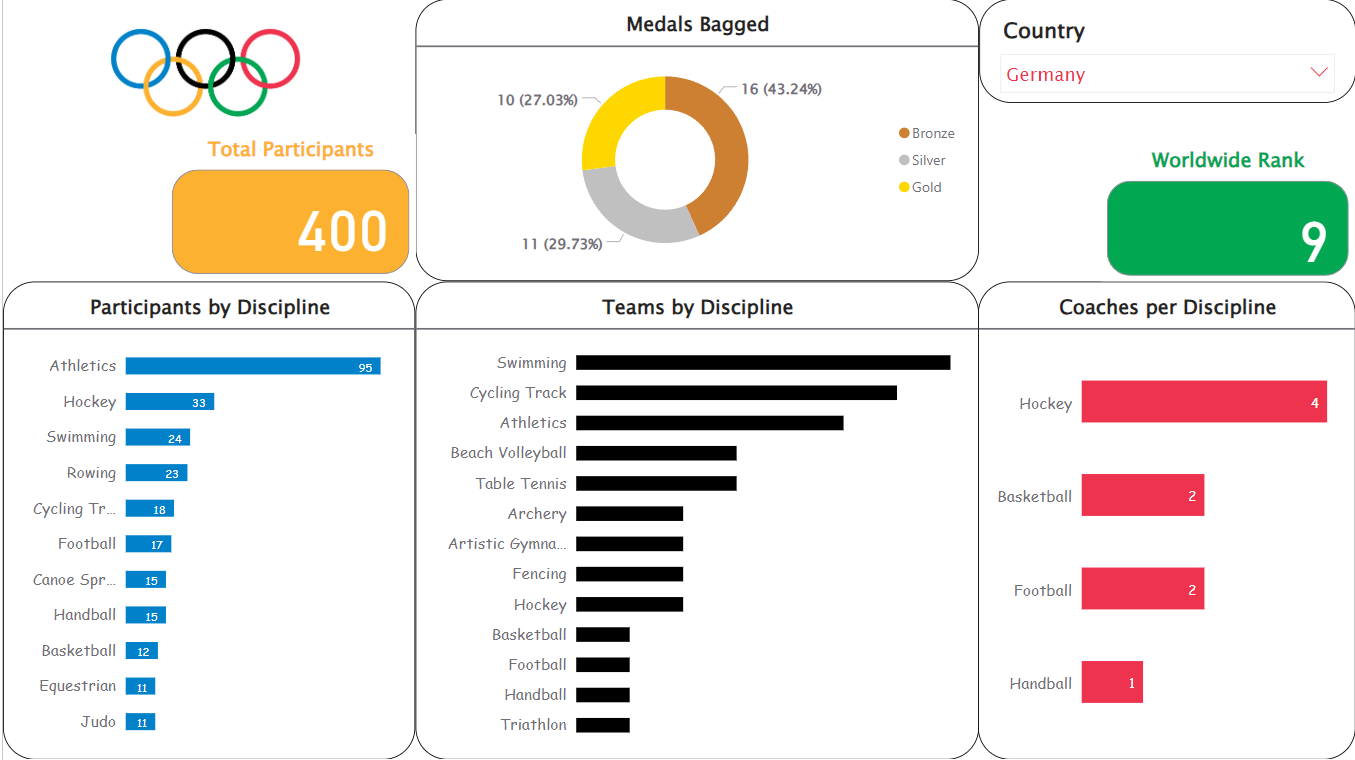 Medals Bagged
16 (43.24%)
10 (27.03%)
11 (29.73%)
Bronze
Silver
Gold
Country
Germany
Total Participants
400
Worldwide Rank
9
Participants by Discipline
Athletics 95
Hockey 33
Swimming 24
Rowing 23
Cycling Tr... 18
Football 17
Canoe Spr... 15
Handball 15
Basketball 12
Equestrian 11
Judo 11
Teams by Discipline
Swimming
Cycling Track
Athletics
Beach Volleyball
Table Tennis
Archery
Artistic Gymna...
Fencing
Hockey
Basketball
Football
Handball
Triathlon
Coaches per Discipline
Hockey 4
Basketball 2
Football 2
Handball 1